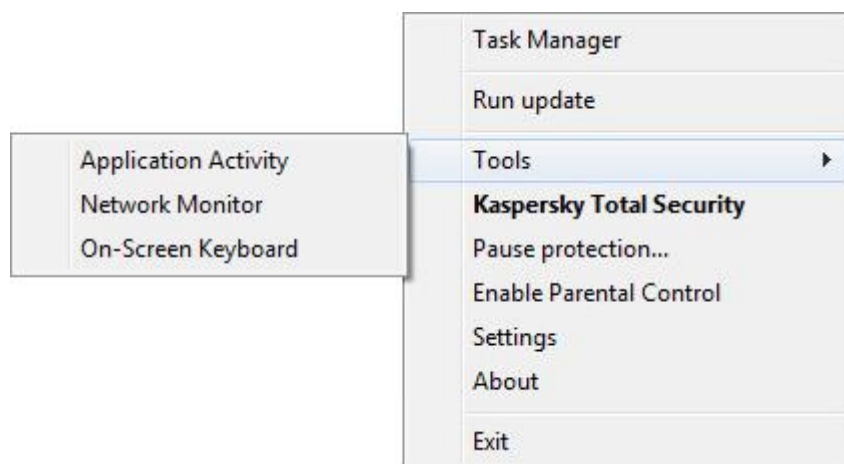 Task Manager
Run update
Tools
Application Activity
Network Monitor
On-Screen Keyboard
Kaspersky Total Security
Pause protection...
Enable Parental Control
Settings
About
Exit